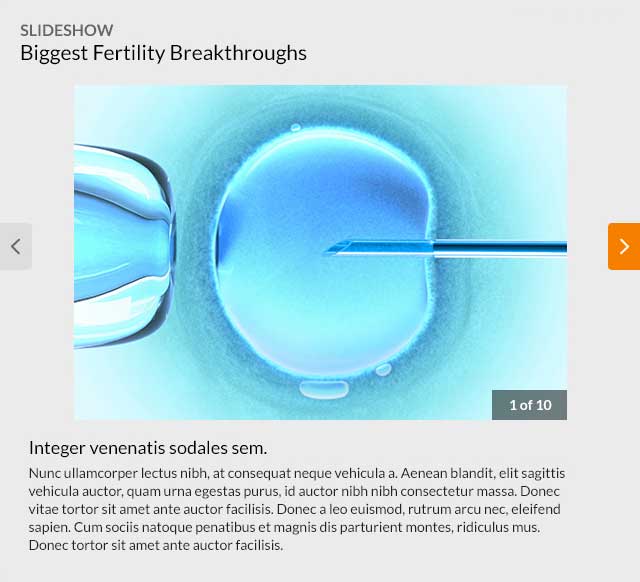 SLIDESHOW
Biggest Fertility Breakthroughs
1 of 10
Integer venenatis sodales sem.
Nunc ullamcorper lectus nibh, at consequat neque vehicula a. Aenean blandit, elit sagittis
vehicula auctor, quam urna egestas purus, id auctor nibh nibh consectetur massa. Donec
vitae tortor sit amet ante auctor facilisis. Donec a leo euismod, rutrum arcu nec, eleifend
sapien. Cum sociis natoque penatibus et magnis dis parturient montes, ridiculus mus.
Donec tortor sit amet ante auctor facilisis.